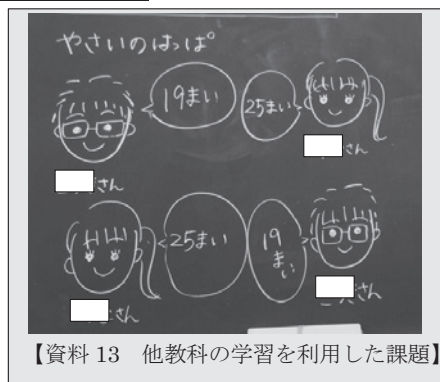 やさいのはっぱ
19まい
25まい
さん
さん
25まい
19まい
さん
さん
【資料 13 他教科の学習を利用した課題】